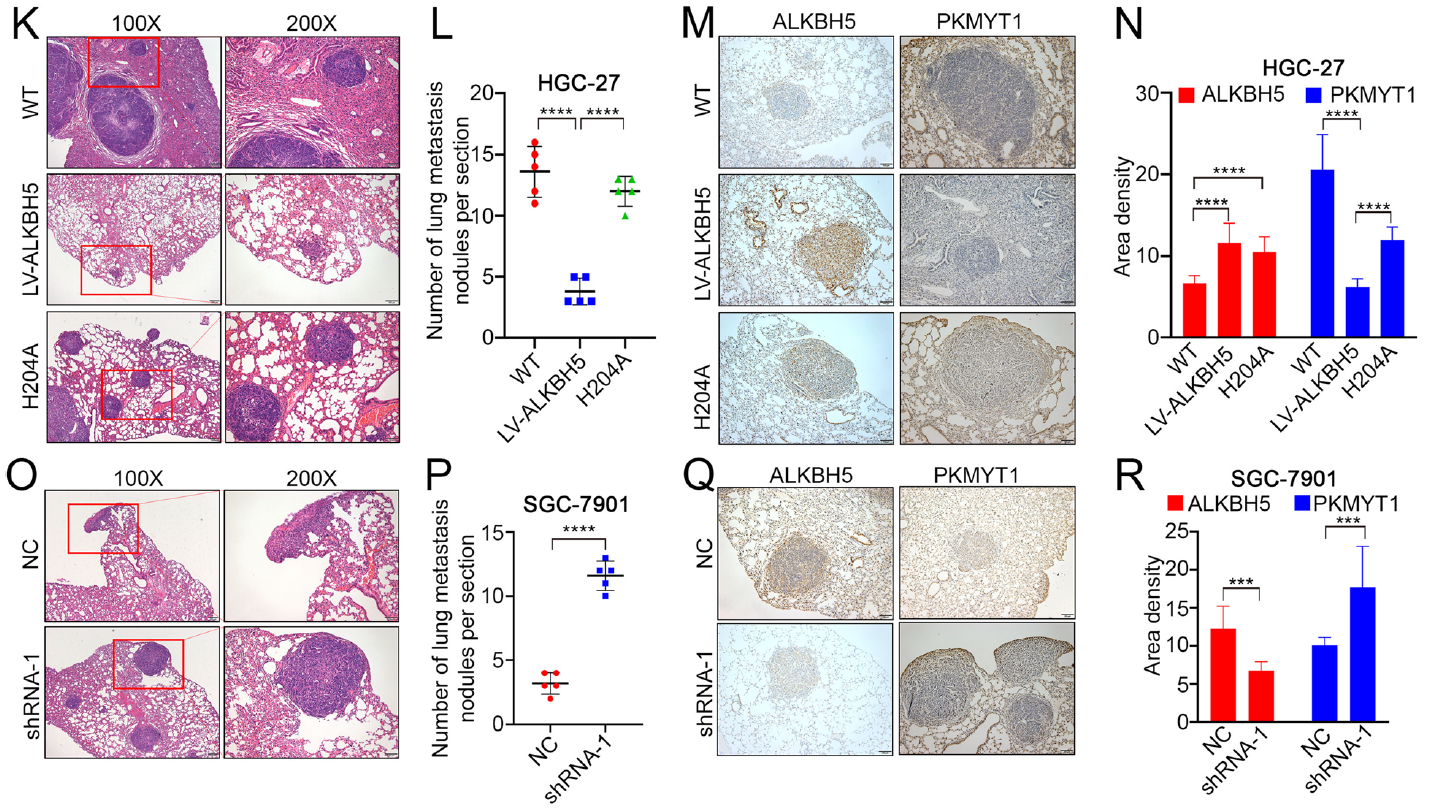 K
100X
200X
WT
LV-ALKBH5
H204A
L
HGC-27
Number of lung metastasis
nodules per section
20
15
10
5
0
****
****
WT
LV-ALKBH5
H204A
M
ALKBH5
PKMYT1
WT
LV-ALKBH5
H204A
N
HGC-27
ALKBH5
PKMYT1
Area density
30
20
10
0
****
****
****
****
WT
LV-ALKBH5
H204A
WT
LV-ALKBH5
H204A
O
100X
200X
NC
shRNA-1
P
SGC-7901
Number of lung metastasis
nodules per section
15
10
5
0
****
NC
shRNA-1
Q
ALKBH5
PKMYT1
NC
shRNA-1
R
SGC-7901
ALKBH5
PKMYT1
Area density
25
20
15
10
5
0
***
***
NC
shRNA-1
NC
shRNA-1